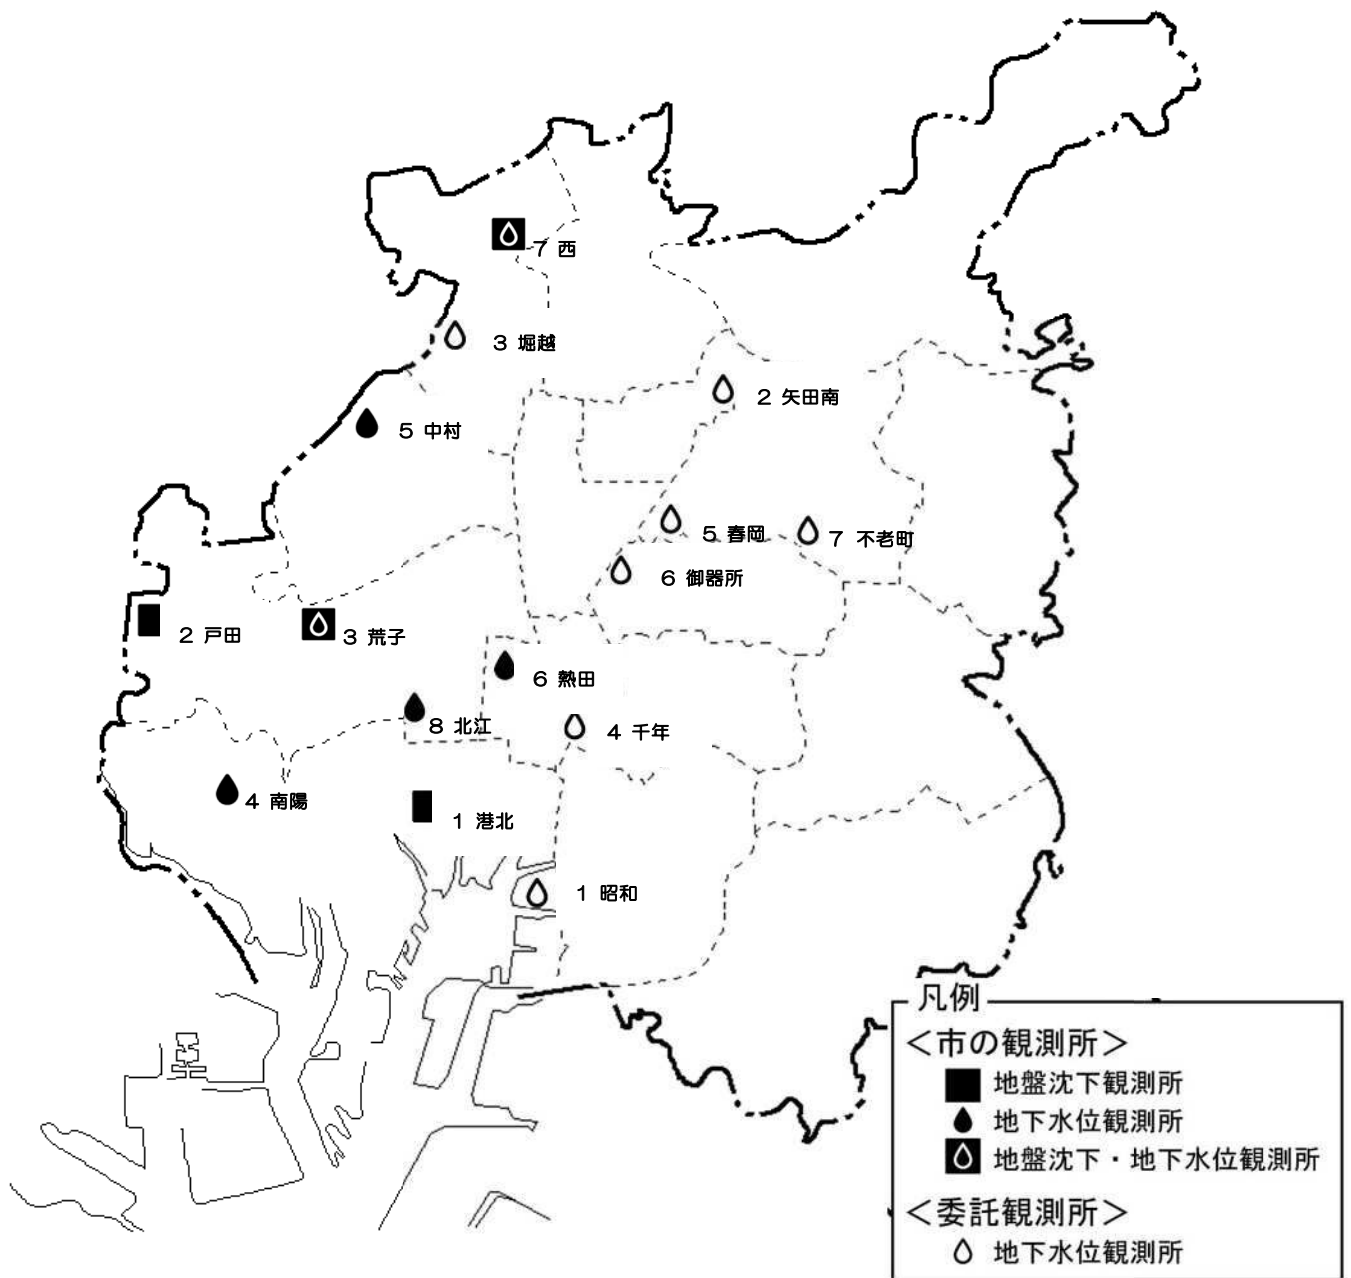 7 西
3 堀越
2 矢田南
5 中村
5 春岡
7 不老町
6 御器所
2 戸田
3 荒子
6 熱田
8 北江
4 千年
4 南陽
1 港北
1 昭和
凡例
＜市の観測所＞
地盤沈下観測所
地下水位観測所
地盤沈下・地下水位観測所
＜委託観測所＞
地下水位観測所